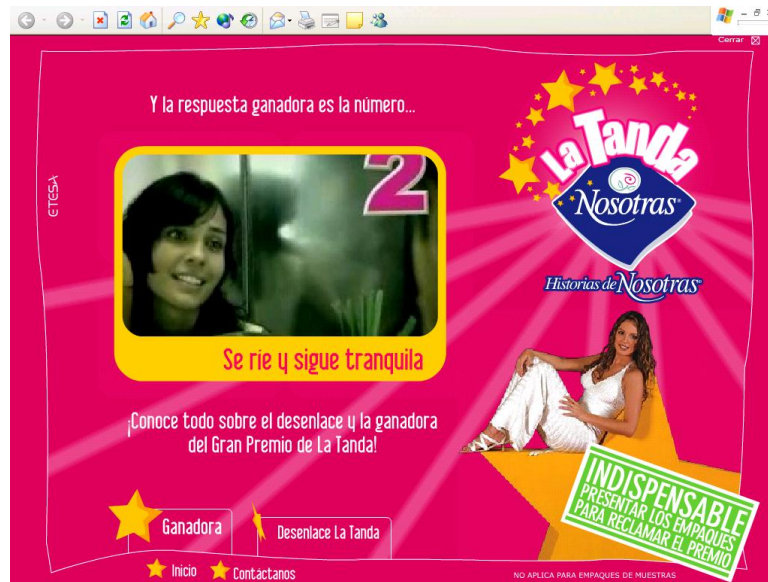 Cerrar
Y la respuesta ganadora es la número...
ETESA
2
Se ríe y sigue tranquila
La Tanda
Nosotras
Historias de Nosotras
¡Conoce todo sobre el desenlace y la ganadora
del Gran Premio de La Tanda!
INDISPENSABLE
PRESENTAR LOS EMPAQUES
PARA RECLAMAR EL PREMIO
Ganadora
Desenlace La Tanda
Inicio
Contáctanos
NO APLICA PARA EMPAQUES DE MUESTRAS